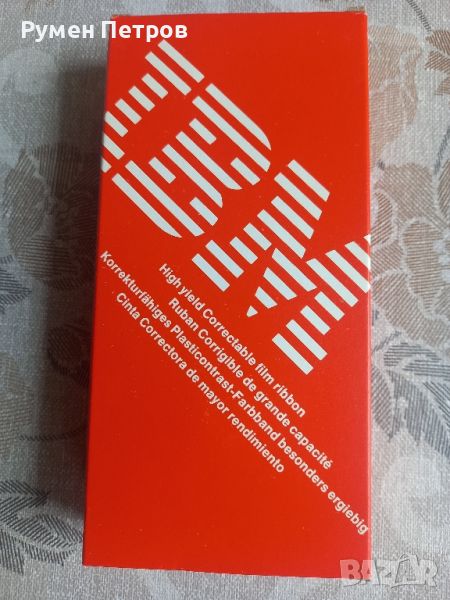 Румен Петров
IBM
High yield Correctable film ribbon
Ruban Corrigible de grande capacité
Korrekturfähiges Plasticontrast-Farbband besonders ergiebig
Cinta Correctora de mayor rendimiento
BAZAR